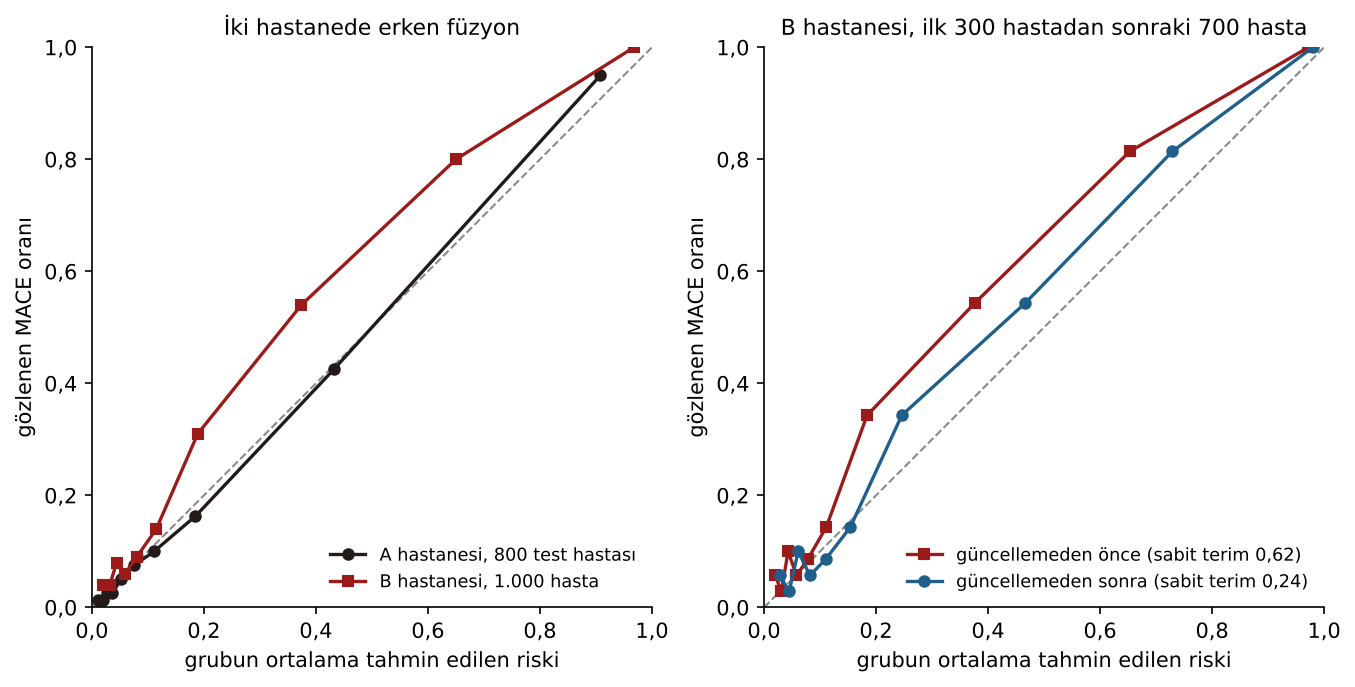 İki hastanede erken füzyon
gözlenen MACE oranı
1,0
0,8
0,6
0,4
0,2
0,0
A hastanesi, 800 test hastası
B hastanesi, 1.000 hasta
0,0 0,2 0,4 0,6 0,8 1,0
grubun ortalama tahmin edilen riski
B hastanesi, ilk 300 hastadan sonraki 700 hasta
gözlenen MACE oranı
1,0
0,8
0,6
0,4
0,2
0,0
güncellemeden önce (sabit terim 0,62)
güncellemeden sonra (sabit terim 0,24)
0,0 0,2 0,4 0,6 0,8 1,0
grubun ortalama tahmin edilen riski